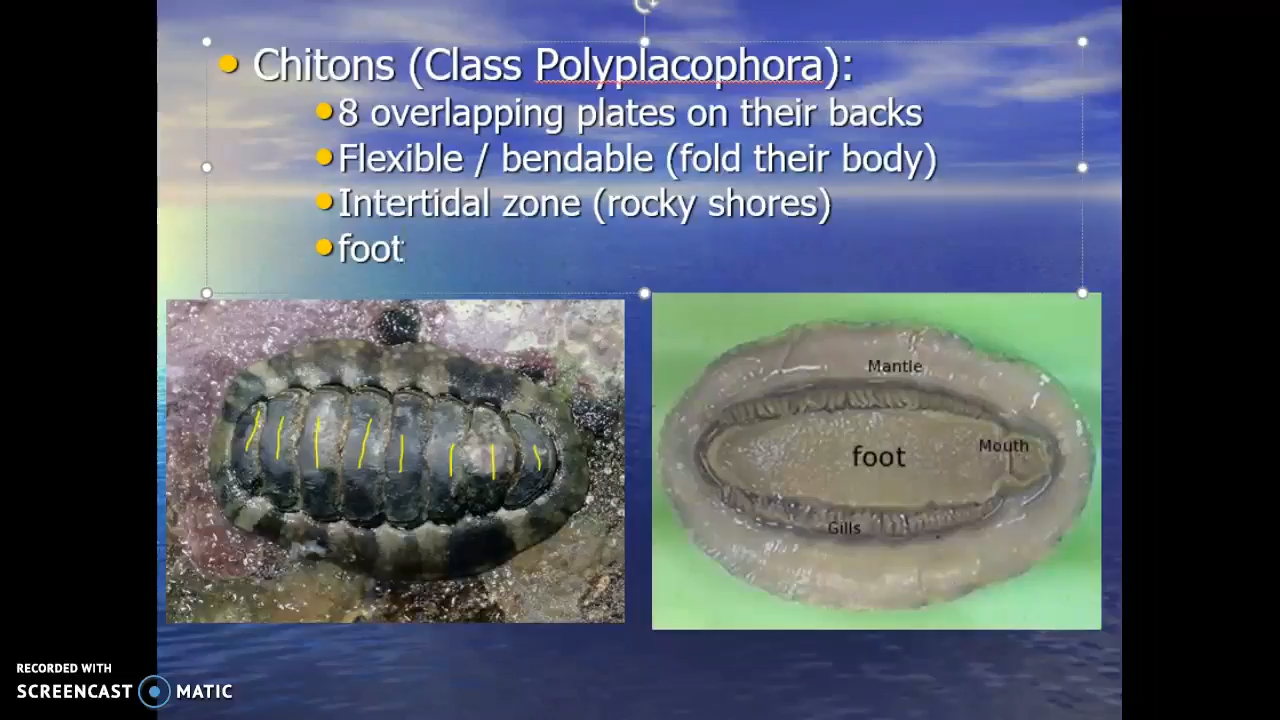 Chitons (Class Polyplacophora):
8 overlapping plates on their backs
Flexible / bendable (fold their body)
Intertidal zone (rocky shores)
foot
Mantle
foot
Mouth
Gills
RECORDED WITH
SCREENCAST MATIC